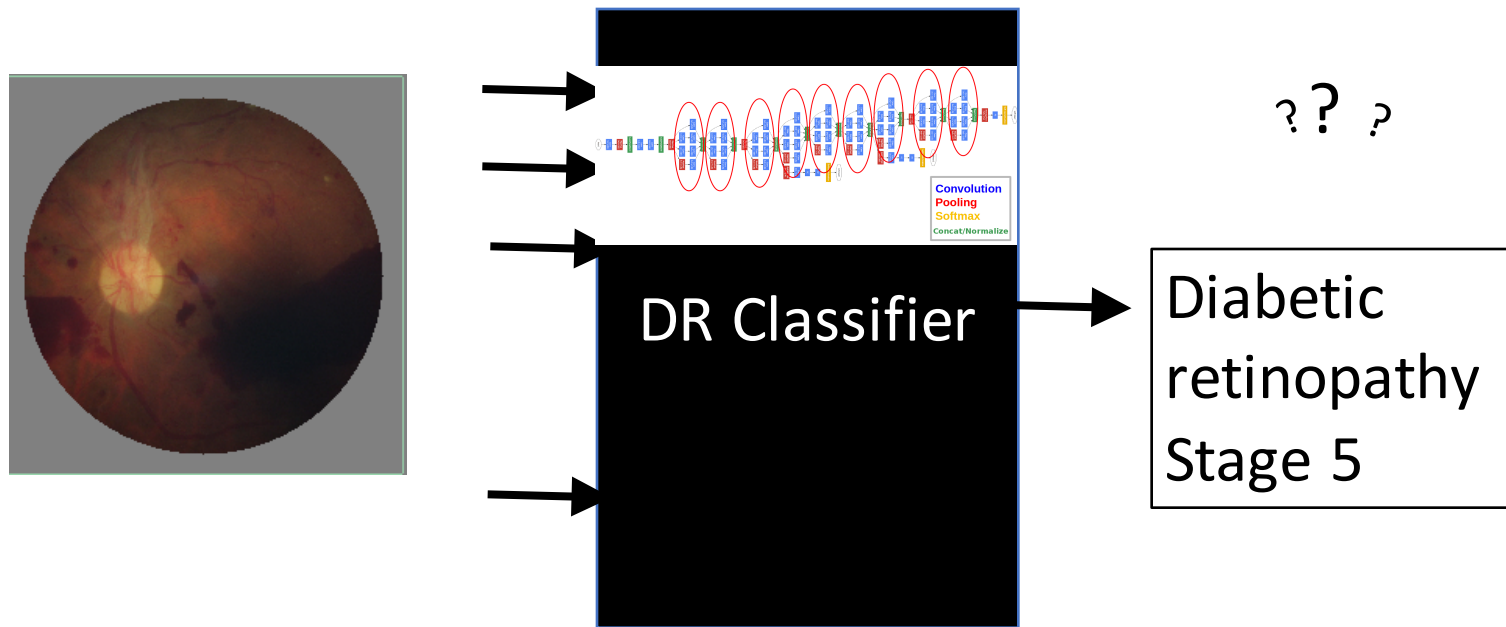 ? ? ?
Convolution
Pooling
Softmax
Concat/Normalize
DR Classifier
Diabetic
retinopathy
Stage 5